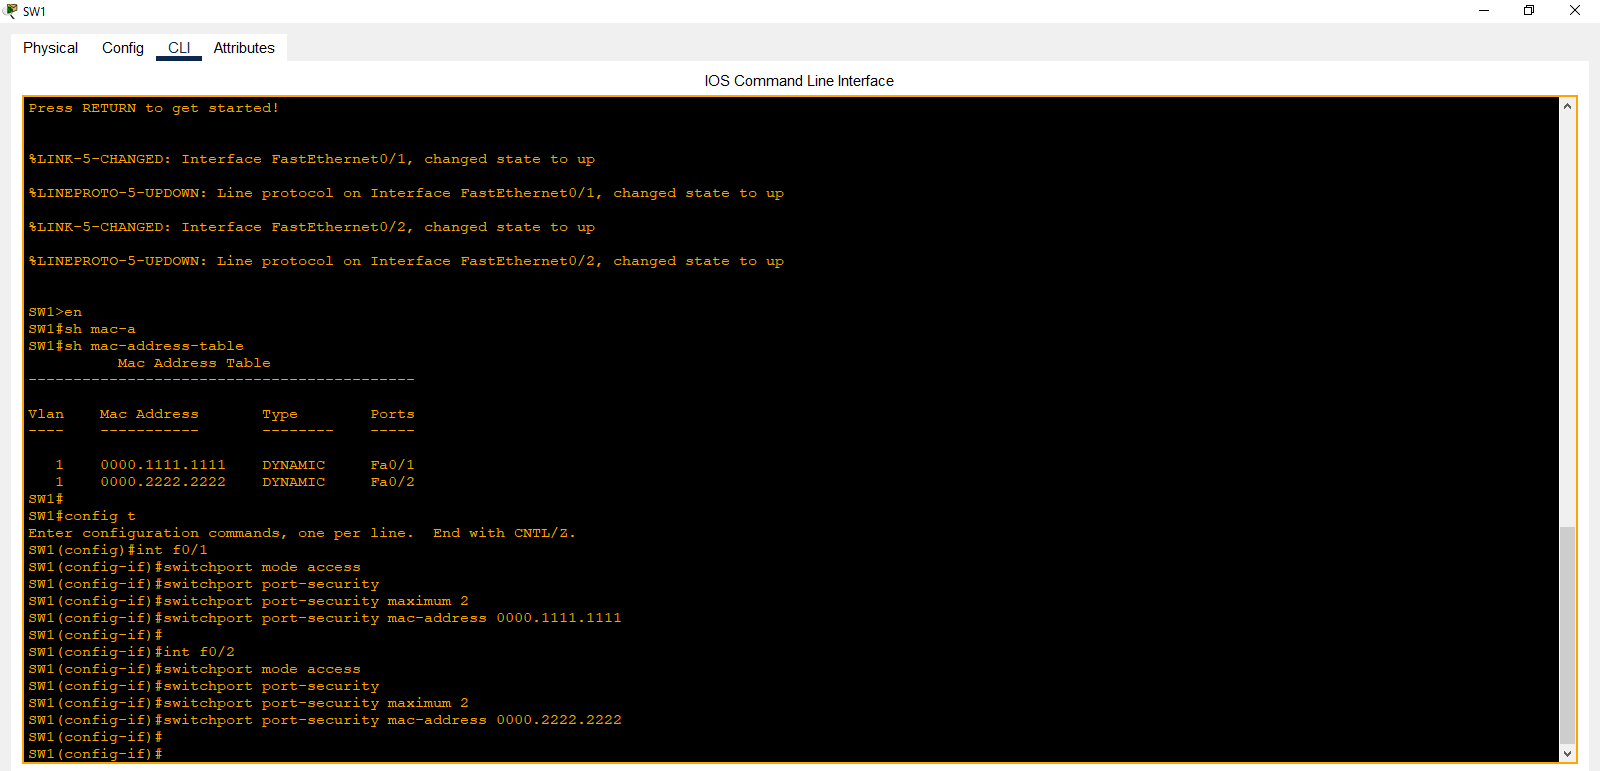 SW1
Physical Config CLI Attributes
IOS Command Line Interface
Press RETURN to get started!
%LINK-5-CHANGED: Interface FastEthernet0/1, changed state to up
%LINEPROTO-5-UPDOWN: Line protocol on Interface FastEthernet0/1, changed state to up
%LINK-5-CHANGED: Interface FastEthernet0/2, changed state to up
%LINEPROTO-5-UPDOWN: Line protocol on Interface FastEthernet0/2, changed state to up
SW1>en
SW1#sh mac-a
SW1#sh mac-address-table
Mac Address Table
-------------------------------------------
Vlan    Mac Address       Type        Ports
----    -----------       --------    -----
1    0000.1111.1111    DYNAMIC     Fa0/1
1    0000.2222.2222    DYNAMIC     Fa0/2
SW1#
SW1#config t
Enter configuration commands, one per line.  End with CNTL/Z.
SW1(config)#int f0/1
SW1(config-if)#switchport mode access
SW1(config-if)#switchport port-security
SW1(config-if)#switchport port-security maximum 2
SW1(config-if)#switchport port-security mac-address 0000.1111.1111
SW1(config-if)#
SW1(config-if)#int f0/2
SW1(config-if)#switchport mode access
SW1(config-if)#switchport port-security
SW1(config-if)#switchport port-security maximum 2
SW1(config-if)#switchport port-security mac-address 0000.2222.2222
SW1(config-if)#
SW1(config-if)#